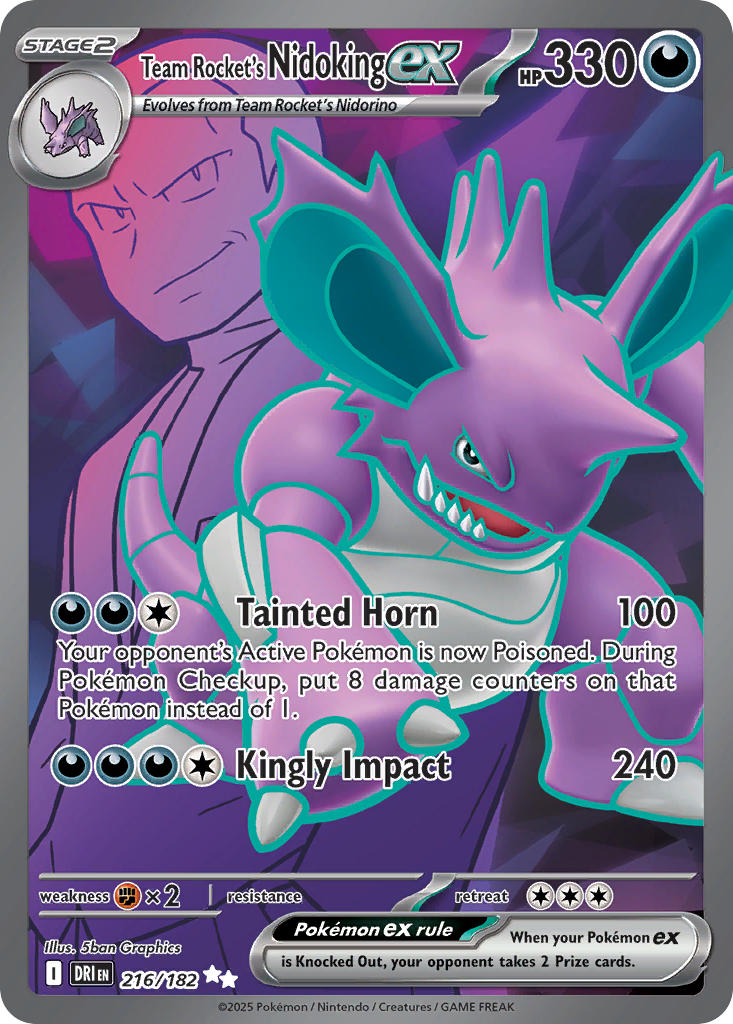 STAGE2
Team Rocket's Nidoking ex HP 330
Evolves from Team Rocket's Nidorino
Tainted Horn 100
Your opponent's Active Pokémon is now Poisoned. During
Pokémon Checkup, put 8 damage counters on that
Pokémon instead of 1.
Kingly Impact 240
weakness ×2 resistance retreat
Pokémon ex rule When your Pokémon ex
is Knocked Out, your opponent takes 2 Prize cards.
Illus. 5ban Graphics
I DRI EN 216/182
©2025 Pokémon / Nintendo / Creatures / GAME FREAK